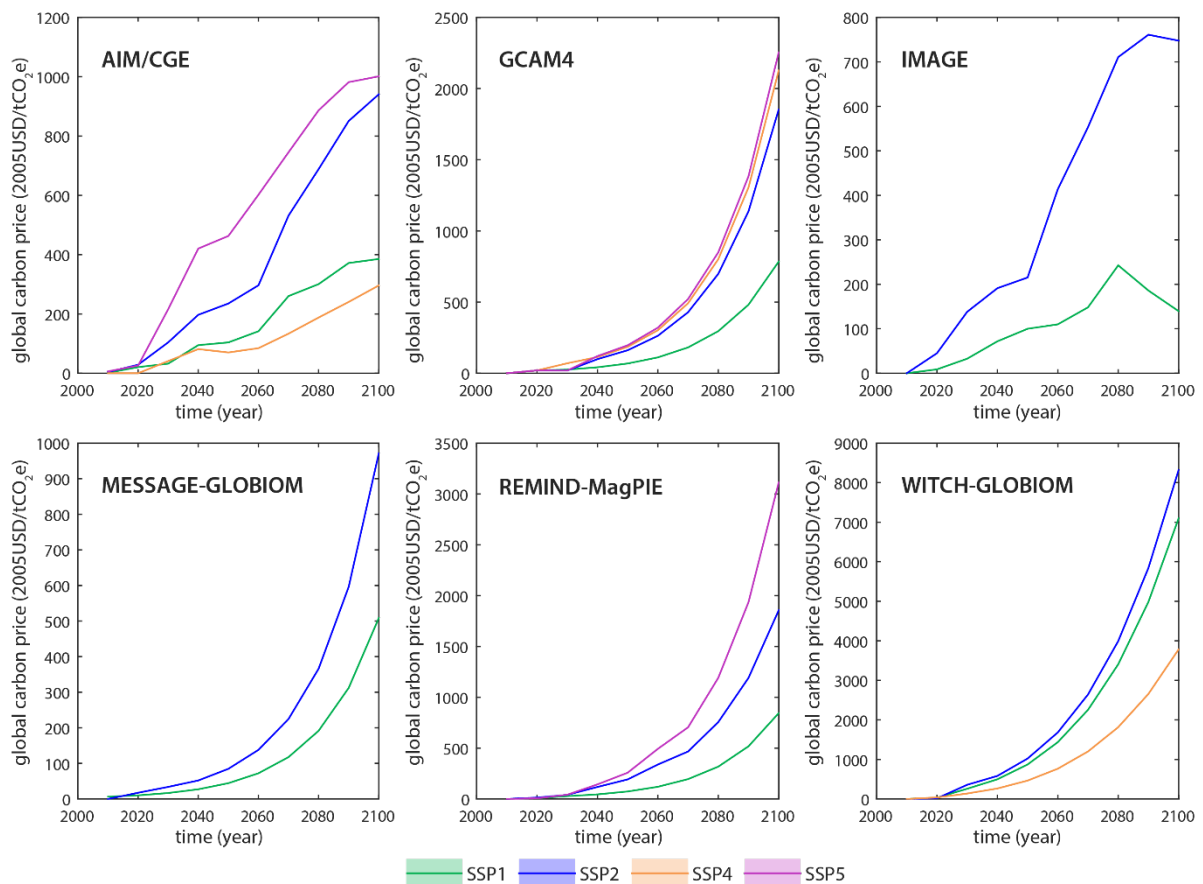 AIM/CGE
global carbon price (2005USD/tCO2e)
1200
1000
800
600
400
200
0
2000 2020 2040 2060 2080 2100
time (year)
GCAM4
global carbon price (2005USD/tCO2e)
2500
2000
1500
1000
500
0
2000 2020 2040 2060 2080 2100
time (year)
IMAGE
global carbon price (2005USD/tCO2e)
800
700
600
500
400
300
200
100
0
2000 2020 2040 2060 2080 2100
time (year)
MESSAGE-GLOBIOM
global carbon price (2005USD/tCO2e)
1000
900
800
700
600
500
400
300
200
100
0
2000 2020 2040 2060 2080 2100
time (year)
REMIND-MagPIE
global carbon price (2005USD/tCO2e)
3500
3000
2500
2000
1500
1000
500
0
2000 2020 2040 2060 2080 2100
time (year)
WITCH-GLOBIOM
global carbon price (2005USD/tCO2e)
9000
8000
7000
6000
5000
4000
3000
2000
1000
0
2000 2020 2040 2060 2080 2100
time (year)
SSP1 SSP2 SSP4 SSP5